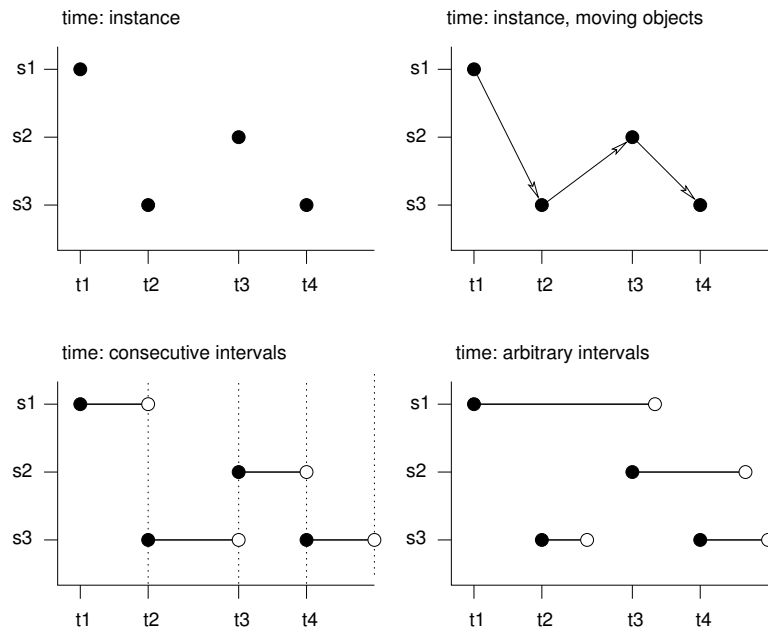 time: instance
s1
s2
s3
t1 t2 t3 t4
time: instance, moving objects
s1
s2
s3
t1 t2 t3 t4
time: consecutive intervals
s1
s2
s3
t1 t2 t3 t4
time: arbitrary intervals
s1
s2
s3
t1 t2 t3 t4